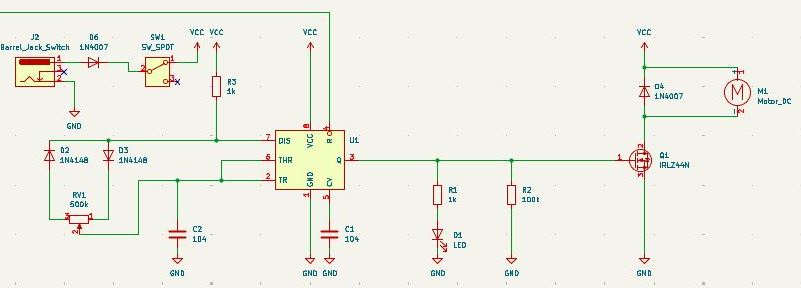 J2
Barrel_Jack_Switch
1
3
2
GND
D6
1N4007
SW1
SW_SPDT
2
1
3
VCC
VCC
R3
1k
VCC
D2
1N4148
D3
1N4148
RV1
500k
3
1
2
C2
104
GND
7
6
2
DIS
THR
TR
8
VCC
4
R
U1
Q
3
GND
CV
1
5
GND
C1
104
GND
R1
1k
D1
LED
GND
R2
100k
GND
VCC
D4
1N4007
+
1
M
-
2
M1
Motor_DC
1
2
3
Q1
IRLZ44N
GND